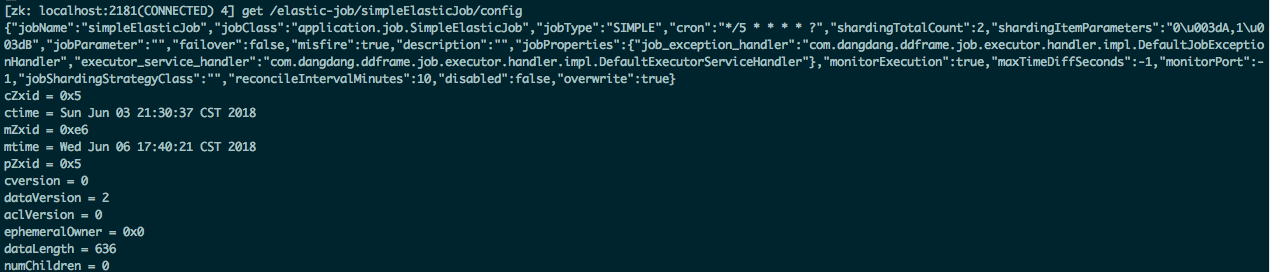 [zk: localhost:2181(CONNECTED) 4] get /elastic-job/simpleElasticJob/config
{"jobName":"simpleElasticJob","jobClass":"application.job.SimpleElasticJob","jobType":"SIMPLE","cron":"*/5 * * * * ?","shardingTotalCount":2,"shardingItemParameters":"0\u003dA,1\u
003dB","jobParameter":"","failover":false,"misfire":true,"description":"","jobProperties":{"job_exception_handler":"com.dangdang.ddframe.job.executor.handler.impl.DefaultJobExceptio
nHandler","executor_service_handler":"com.dangdang.ddframe.job.executor.handler.impl.DefaultExecutorServiceHandler"},"monitorExecution":true,"maxTimeDiffSeconds":-1,"monitorPort":-
1,"jobShardingStrategyClass":"","reconcileIntervalMinutes":10,"disabled":false,"overwrite":true}
cZxid = 0x5
ctime = Sun Jun 03 21:30:37 CST 2018
mZxid = 0xe6
mtime = Wed Jun 06 17:40:21 CST 2018
pZxid = 0x5
cversion = 0
dataVersion = 2
aclVersion = 0
ephemeralOwner = 0x0
dataLength = 636
numChildren = 0